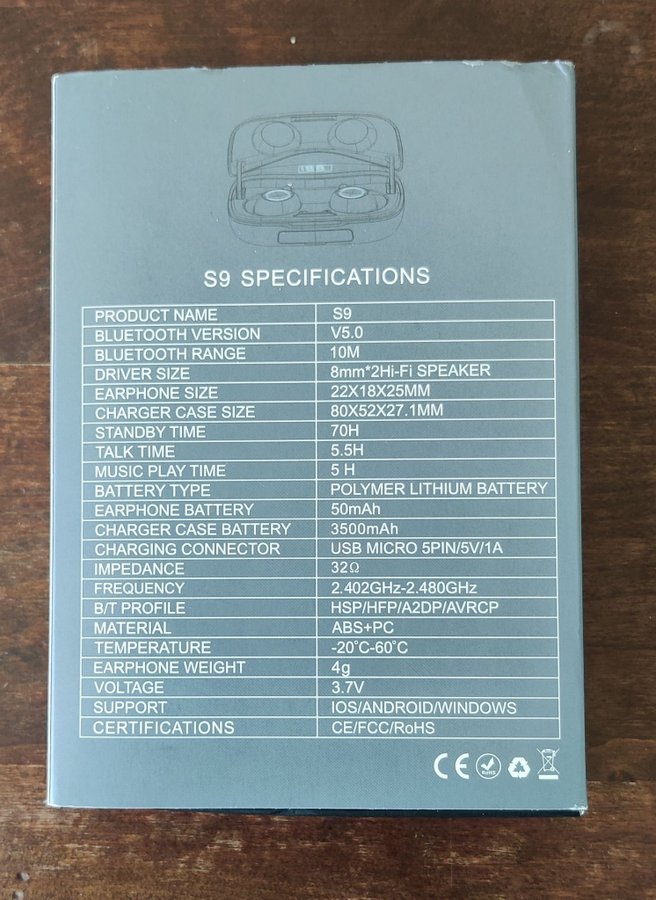 S9 SPECIFICATIONS
PRODUCT NAME S9
BLUETOOTH VERSION V5.0
BLUETOOTH RANGE 10M
DRIVER SIZE 8mm*2Hi-Fi SPEAKER
EARPHONE SIZE 22X18X25MM
CHARGER CASE SIZE 80X52X27.1MM
STANDBY TIME 70H
TALK TIME 5.5H
MUSIC PLAY TIME 5 H
BATTERY TYPE POLYMER LITHIUM BATTERY
EARPHONE BATTERY 50mAh
CHARGER CASE BATTERY 3500mAh
CHARGING CONNECTOR USB MICRO 5PIN/5V/1A
IMPEDANCE 32Ω
FREQUENCY 2.402GHz-2.480GHz
B/T PROFILE HSP/HFP/A2DP/AVRCP
MATERIAL ABS+PC
TEMPERATURE -20°C-60°C
EARPHONE WEIGHT 4g
VOLTAGE 3.7V
SUPPORT IOS/ANDROID/WINDOWS
CERTIFICATIONS CE/FCC/RoHS
CE RoHS